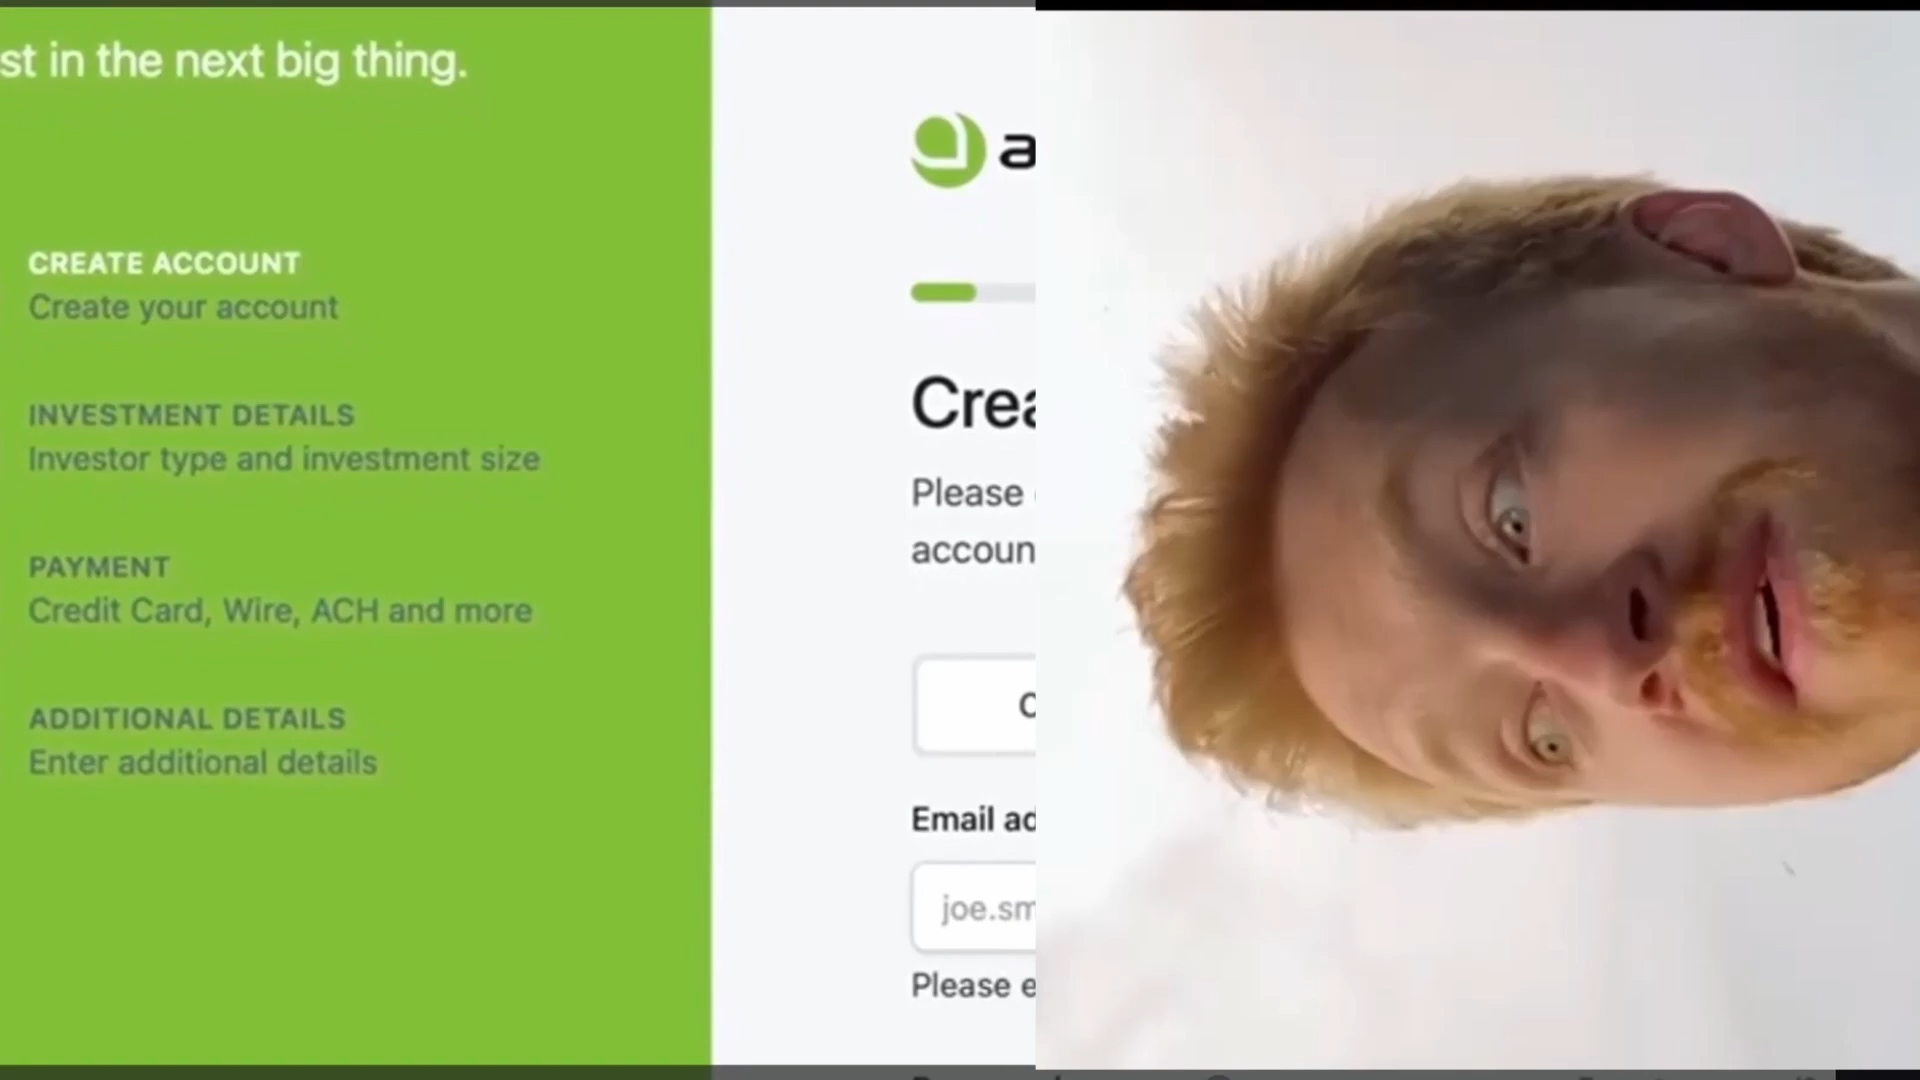 st in the next big thing.
CREATE ACCOUNT
Create your account
INVESTMENT DETAILS
Investor type and investment size
PAYMENT
Credit Card, Wire, ACH and more
ADDITIONAL DETAILS
Enter additional details
a
Crea
Please
accoun
Email ad
joe.sm
Please e